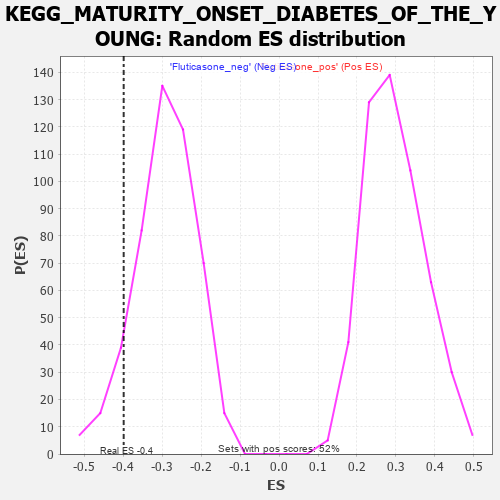 KEGG_MATURITY_ONSET_DIABETES_OF_THE_Y
OUNG: Random ES distribution
'Fluticasone_neg' (Neg ES)
one_pos' (Pos ES)
140
130
120
110
100
90
80
70
60
50
40
30
20
10
0
P(ES)
Real ES -0.4
Sets with pos scores: 52%
-0.5 -0.4 -0.3 -0.2 -0.1 0.0 0.1 0.2 0.3 0.4 0.5
ES